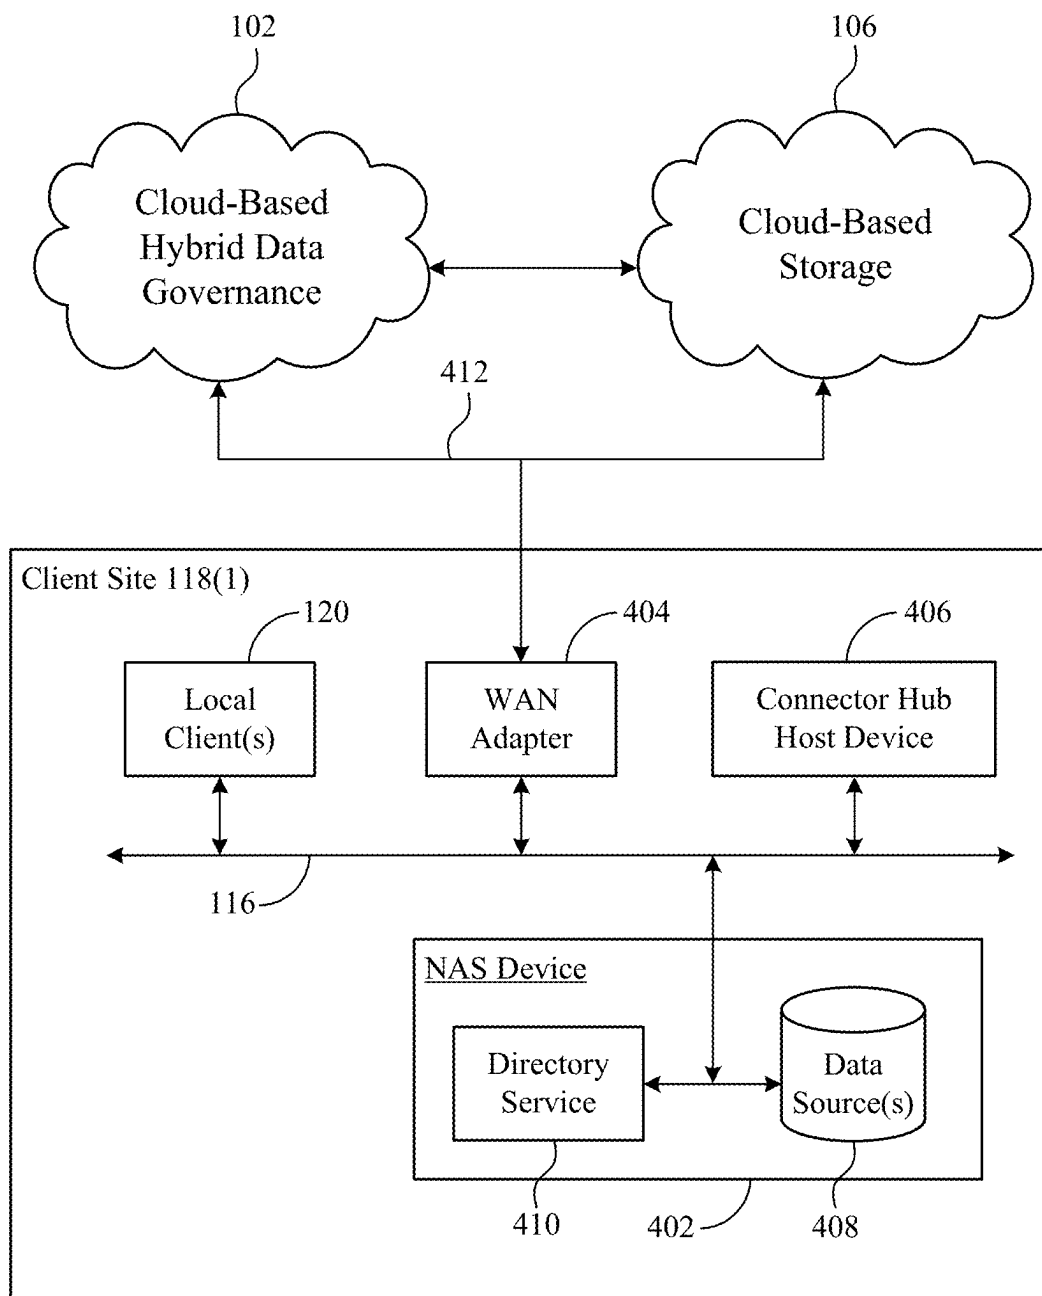 102
106
Cloud-Based
Hybrid Data
Governance
Cloud-Based
Storage
412
Client Site 118(1)
120
404
406
Local
Client(s)
WAN
Adapter
Connector Hub
Host Device
116
NAS Device
Directory
Service
Data
Source(s)
410
402
408